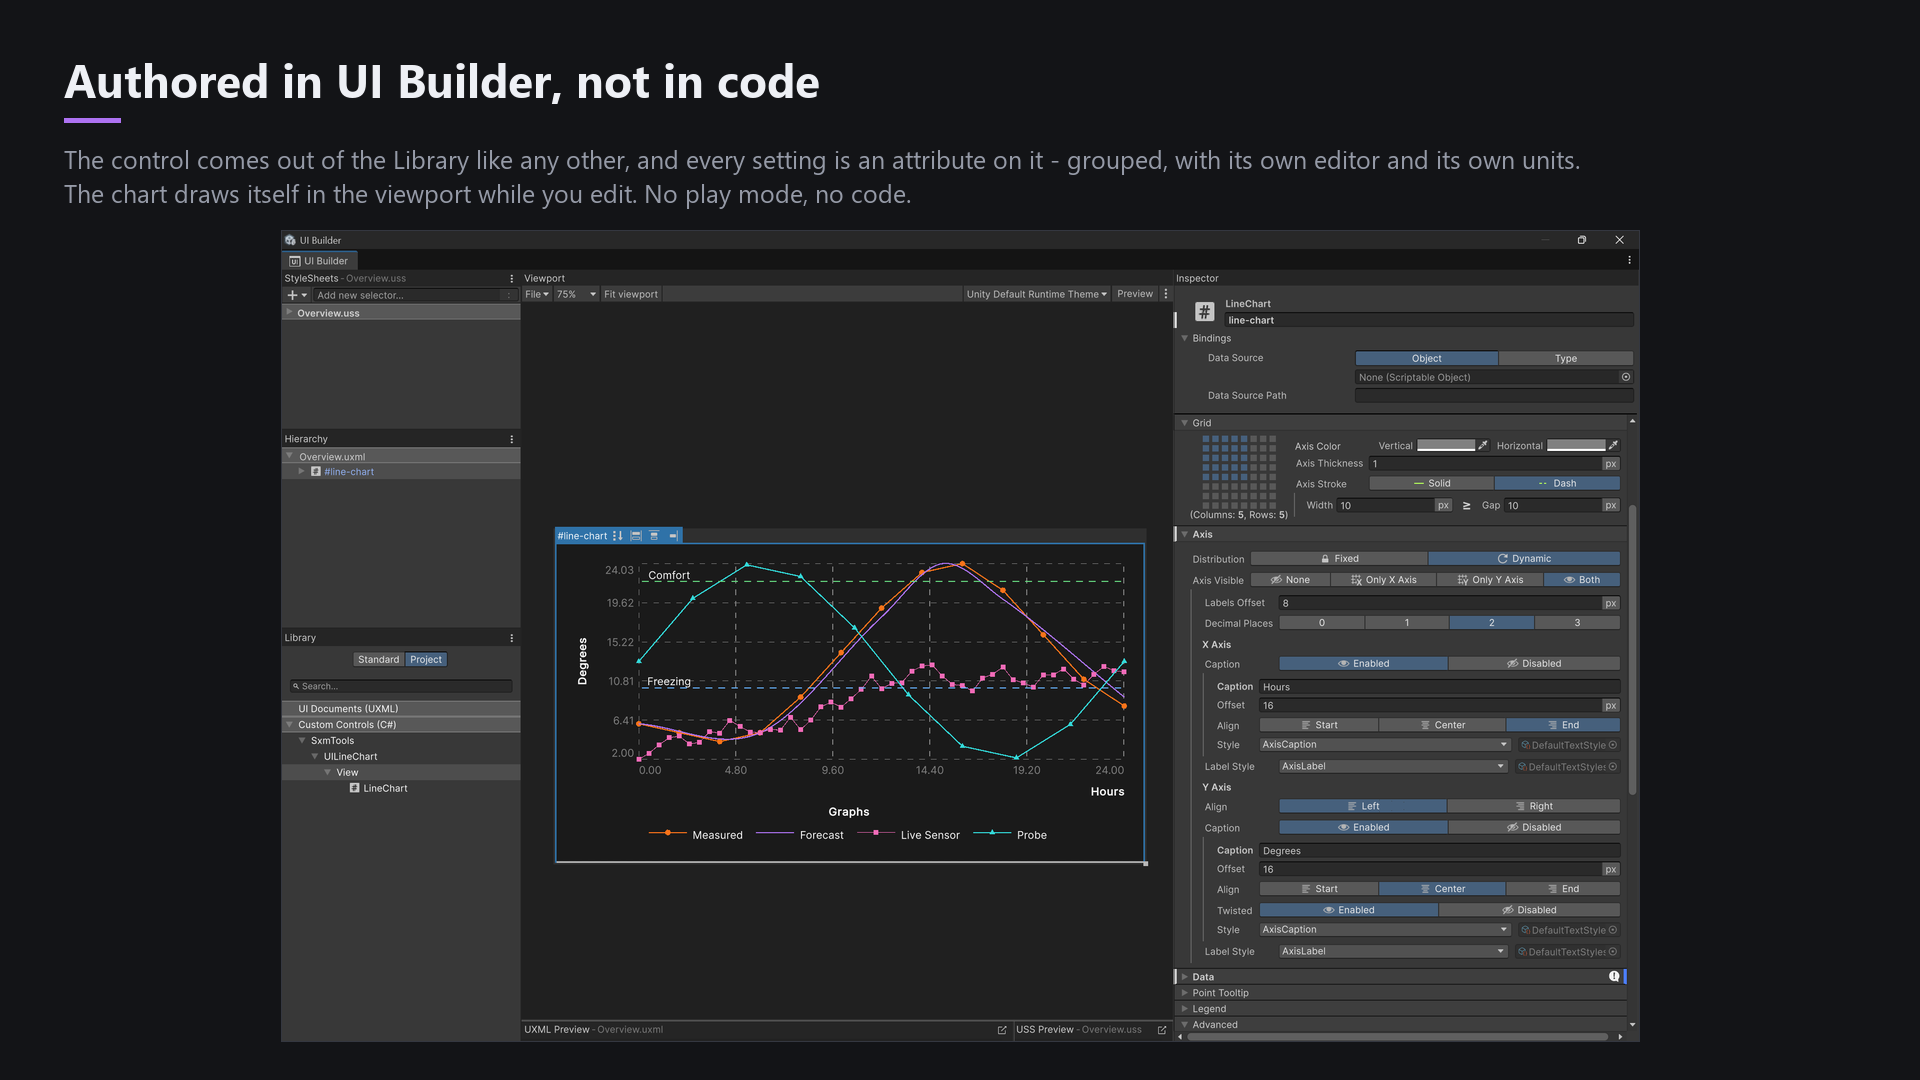 Authored in UI Builder, not in code
The control comes out of the Library like any other, and every setting is an attribute on it - grouped, with its own editor and its own units.
The chart draws itself in the viewport while you edit. No play mode, no code.
UI Builder
UI Builder
StyleSheets - Overview.uss
Add new selector...
Overview.uss
Hierarchy
Overview.uxml
#line-chart
Library
Standard Project
Search...
UI Documents (UXML)
Custom Controls (C#)
SxmTools
UILineChart
View
LineChart
Viewport
File 75% Fit viewport Unity Default Runtime Theme Preview
#line-chart
24.03
19.62
15.22
10.81
6.41
2.00
Degrees
Comfort
Freezing
0.00 4.80 9.60 14.40 19.20 24.00
Hours
Graphs
Measured Forecast Live Sensor Probe
UXML Preview - Overview.uxml
USS Preview - Overview.uss
Inspector
LineChart
line-chart
Bindings
Data Source Object Type
None (Scriptable Object)
Data Source Path
Grid
Axis Color Vertical Horizontal
Axis Thickness 1 px
Axis Stroke Solid Dash
Width 10 px ≥ Gap 10 px
(Columns: 5, Rows: 5)
Axis
Distribution Fixed Dynamic
Axis Visible None Only X Axis Only Y Axis Both
Labels Offset 8 px
Decimal Places 0 1 2 3
X Axis
Caption Enabled Disabled
Caption Hours
Offset 16 px
Align Start Center End
Style AxisCaption DefaultTextStyle
Label Style AxisLabel DefaultTextStyles
Y Axis
Align Left Right
Caption Enabled Disabled
Caption Degrees
Offset 16 px
Align Start Center End
Twisted Enabled Disabled
Style AxisCaption DefaultTextStyle
Label Style AxisLabel DefaultTextStyles
Data
Point Tooltip
Legend
Advanced